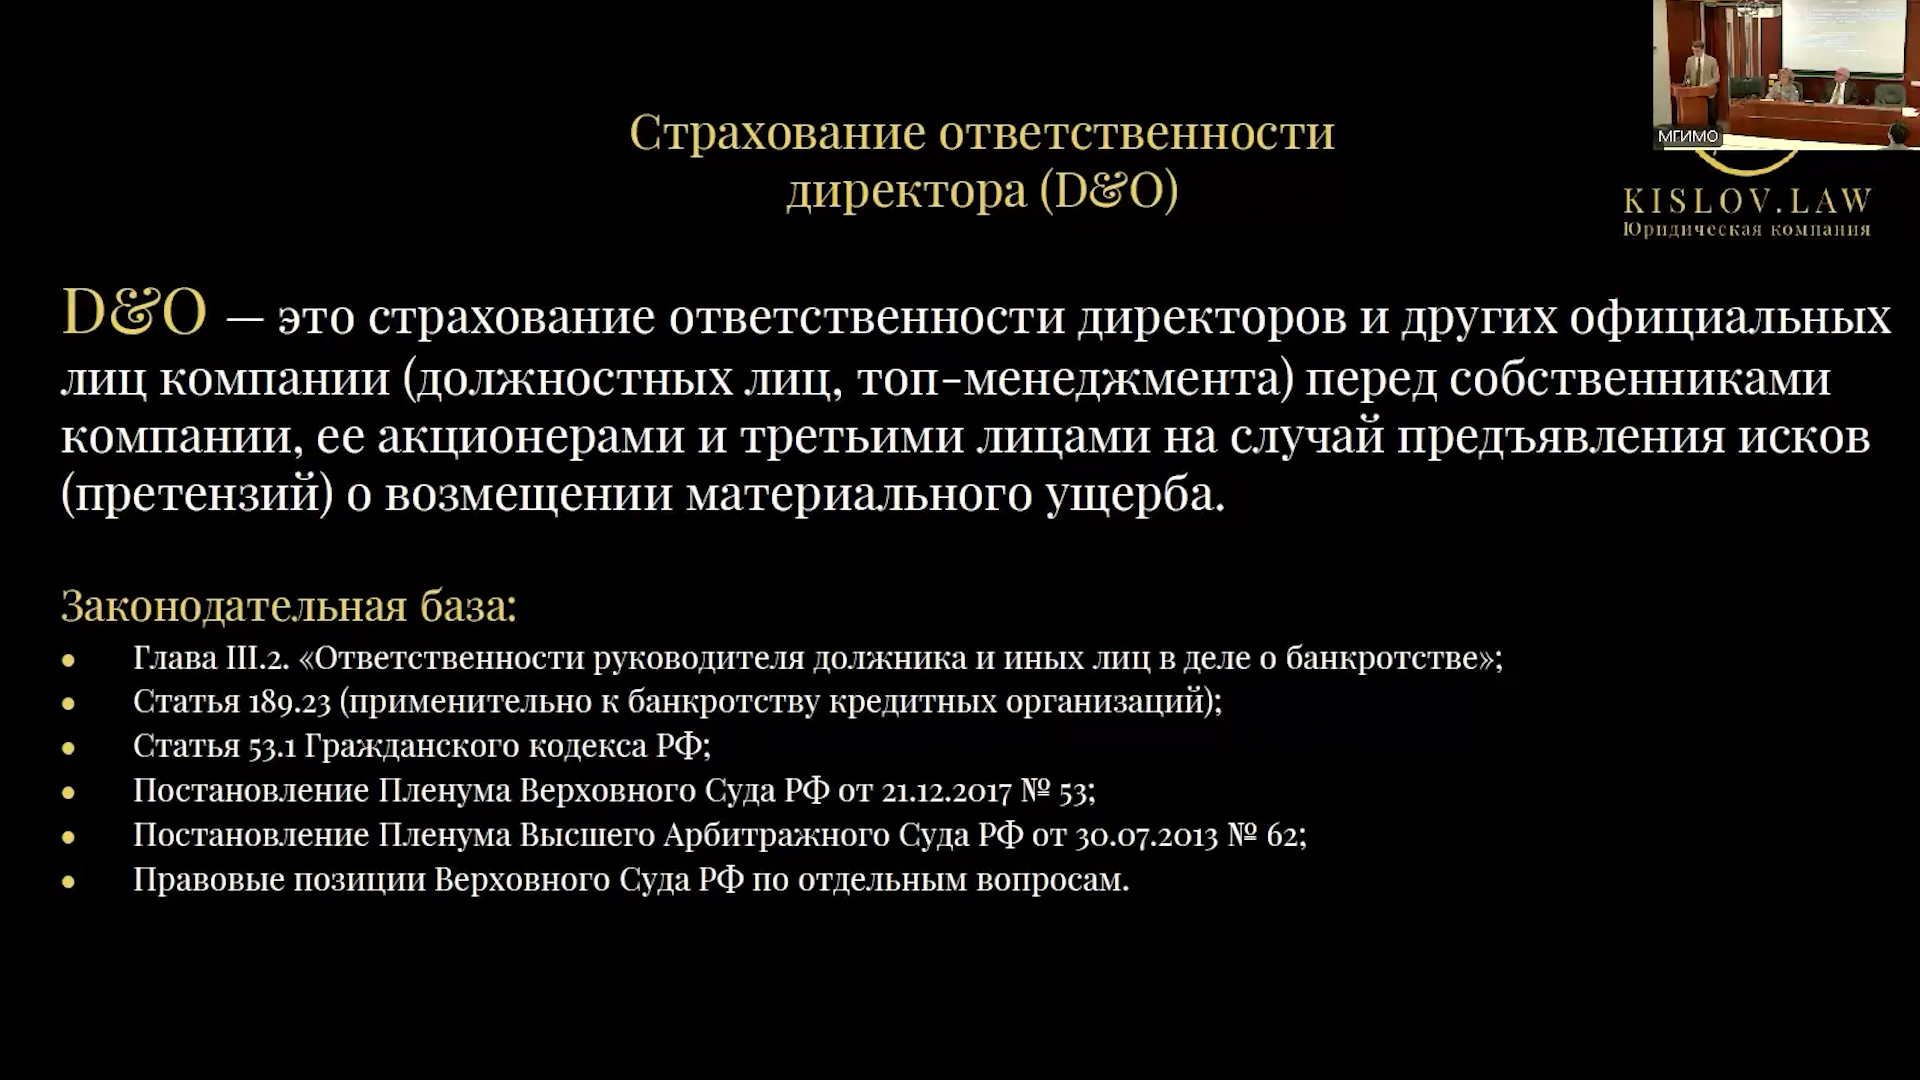 Страхование ответственности
директора (D&O)
МГИМО
KISLOV.LAW
Юридическая компания
D&O — это страхование ответственности директоров и других официальных
лиц компании (должностных лиц, топ-менеджмента) перед собственниками
компании, ее акционерами и третьими лицами на случай предъявления исков
(претензий) о возмещении материального ущерба.
Законодательная база:
• Глава III.2. «Ответственности руководителя должника и иных лиц в деле о банкротстве»;
• Статья 189.23 (применительно к банкротству кредитных организаций);
• Статья 53.1 Гражданского кодекса РФ;
• Постановление Пленума Верховного Суда РФ от 21.12.2017 № 53;
• Постановление Пленума Высшего Арбитражного Суда РФ от 30.07.2013 № 62;
• Правовые позиции Верховного Суда РФ по отдельным вопросам.